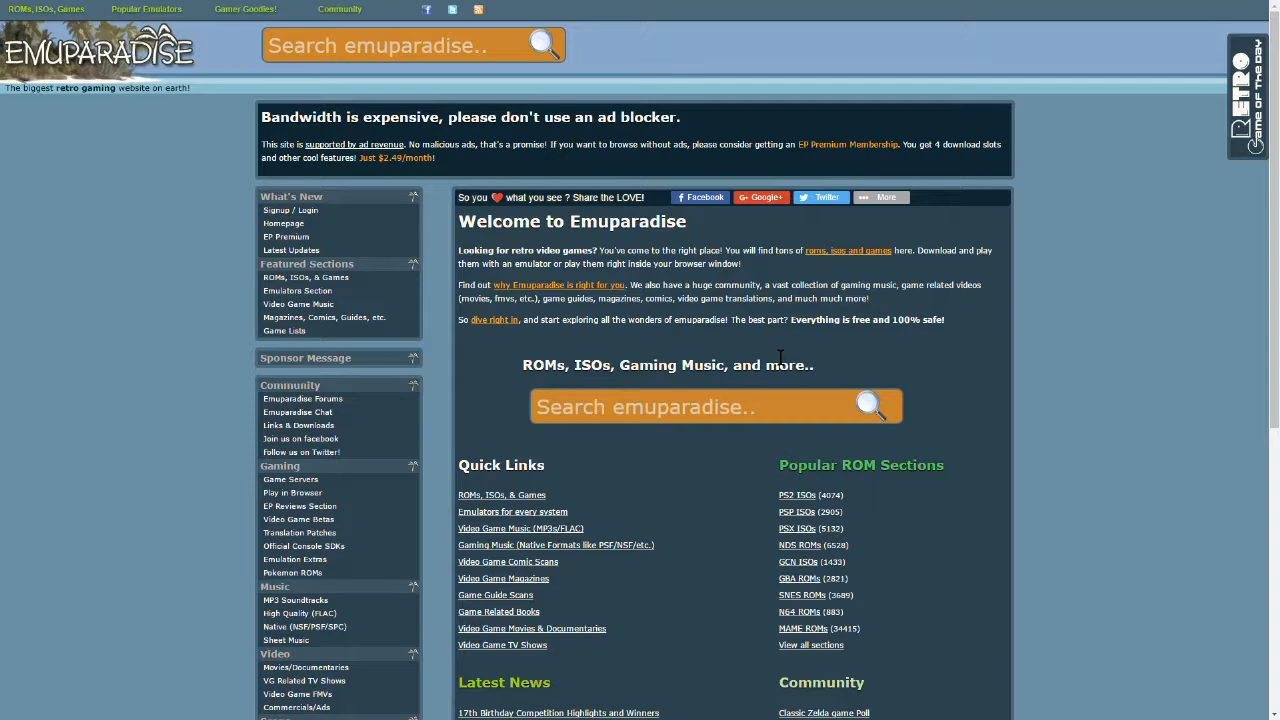 ROMs, ISOs, Games Popular Emulators Gamer Goodies! Community
EMUPARADISE
Search emuparadise..
The biggest retro gaming website on earth!
RETRO
GAME OF THE DAY
Bandwidth is expensive, please don't use an ad blocker.
This site is supported by ad revenue. No malicious ads, that's a promise! If you want to browse without ads, please consider getting an EP Premium Membership. You get 4 download slots
and other cool features! Just $2.49/month!
What's New
Signup / Login
Homepage
EP Premium
Latest Updates
Featured Sections
ROMs, ISOs, & Games
Emulators Section
Video Game Music
Magazines, Comics, Guides, etc.
Game Lists
Sponsor Message
Community
Emuparadise Forums
Emuparadise Chat
Links & Downloads
Join us on facebook
Follow us on Twitter!
Gaming
Game Servers
Play in Browser
EP Reviews Section
Video Game Betas
Translation Patches
Official Console SDKs
Emulation Extras
Pokemon ROMs
Music
MP3 Soundtracks
High Quality (FLAC)
Native (NSF/PSF/SPC)
Sheet Music
Video
Movies/Documentaries
VG Related TV Shows
Video Game FMVs
Commercials/Ads
So you ❤ what you see ? Share the LOVE! Facebook Google+ Twitter More
Welcome to Emuparadise
Looking for retro video games? You've come to the right place! You will find tons of roms, isos and games here. Download and play
them with an emulator or play them right inside your browser window!
Find out why Emuparadise is right for you. We also have a huge community, a vast collection of gaming music, game related videos
(movies, fmvs, etc.), game guides, magazines, comics, video game translations, and much much more!
So dive right in, and start exploring all the wonders of emuparadise! The best part? Everything is free and 100% safe!
ROMs, ISOs, Gaming Music, and more..
Search emuparadise..
Quick Links
ROMs, ISOs, & Games
Emulators for every system
Video Game Music (MP3s/FLAC)
Gaming Music (Native Formats like PSF/NSF/etc.)
Video Game Comic Scans
Video Game Magazines
Game Guide Scans
Game Related Books
Video Game Movies & Documentaries
Video Game TV Shows
Popular ROM Sections
PS2 ISOs (4074)
PSP ISOs (2905)
PSX ISOs (5132)
NDS ROMs (6528)
GCN ISOs (1433)
GBA ROMs (2821)
SNES ROMs (3689)
N64 ROMs (883)
MAME ROMs (34415)
View all sections
Latest News
17th Birthday Competition Highlights and Winners
Community
Classic Zelda game Poll